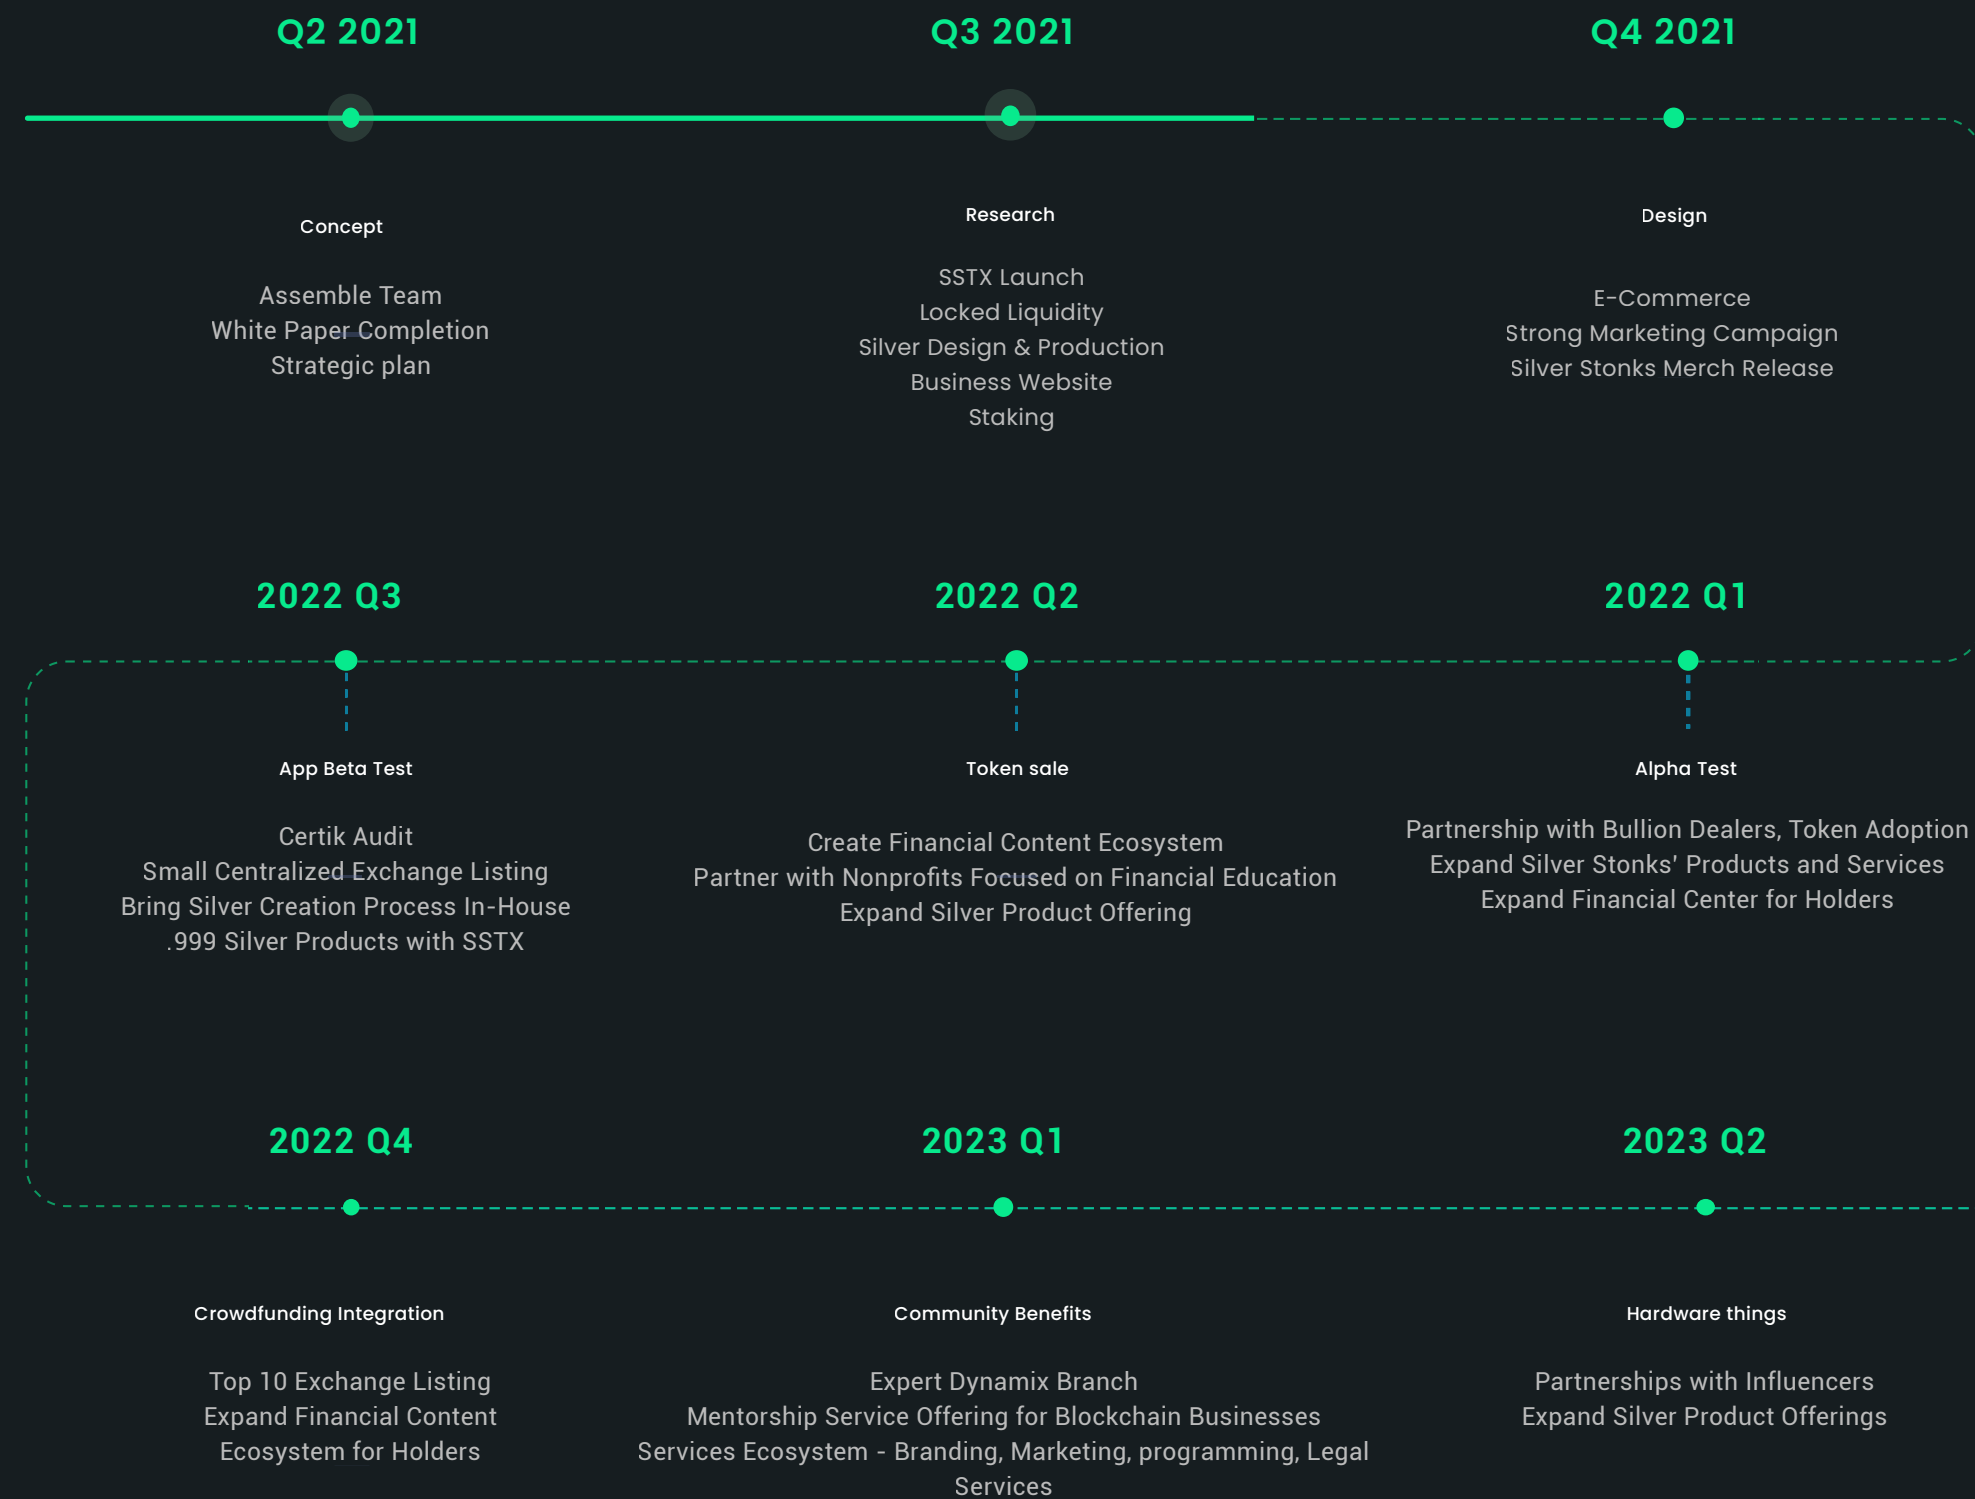 Q2 2021
Q3 2021
Q4 2021
Concept
Assemble Team
White Paper Completion
Strategic plan
Research
SSTX Launch
Locked Liquidity
Silver Design & Production
Business Website
Staking
Design
E-Commerce
Strong Marketing Campaign
Silver Stonks Merch Release
2022 Q3
2022 Q2
2022 Q1
App Beta Test
Certik Audit
Small Centralized Exchange Listing
Bring Silver Creation Process In-House
.999 Silver Products with SSTX
Token sale
Create Financial Content Ecosystem
Partner with Nonprofits Focused on Financial Education
Expand Silver Product Offering
Alpha Test
Partnership with Bullion Dealers, Token Adoption
Expand Silver Stonks' Products and Services
Expand Financial Center for Holders
2022 Q4
2023 Q1
2023 Q2
Crowdfunding Integration
Top 10 Exchange Listing
Expand Financial Content
Ecosystem for Holders
Community Benefits
Expert Dynamix Branch
Mentorship Service Offering for Blockchain Businesses
Services Ecosystem - Branding, Marketing, programming, Legal
Services
Hardware things
Partnerships with Influencers
Expand Silver Product Offerings